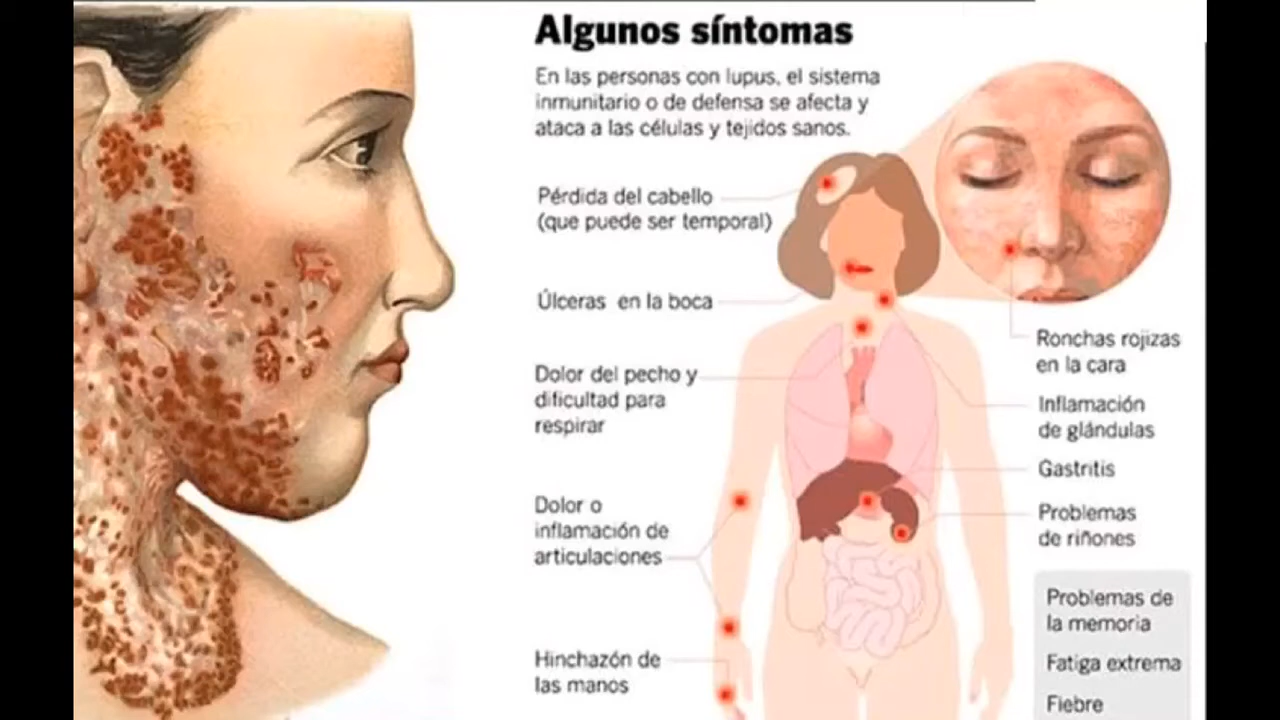 Algunos síntomas
En las personas con lupus, el sistema
inmunitario o de defensa se afecta y
ataca a las células y tejidos sanos.
Pérdida del cabello
(que puede ser temporal)
Úlceras en la boca
Dolor del pecho y
dificultad para
respirar
Dolor o
inflamación de
articulaciones
Hinchazón de
las manos
Ronchas rojizas
en la cara
Inflamación
de glándulas
Gastritis
Problemas
de riñones
Problemas de
la memoria
Fatiga extrema
Fiebre